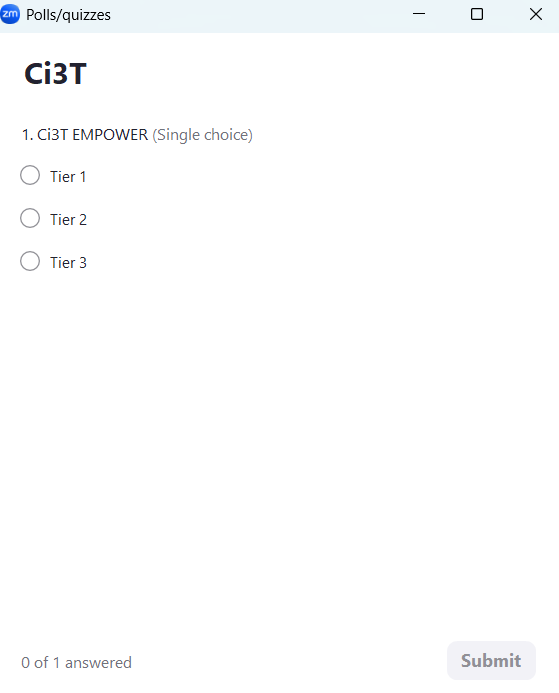 zm Polls/quizzes
Ci3T
1. Ci3T EMPOWER (Single choice)
Tier 1
Tier 2
Tier 3
0 of 1 answered
Submit